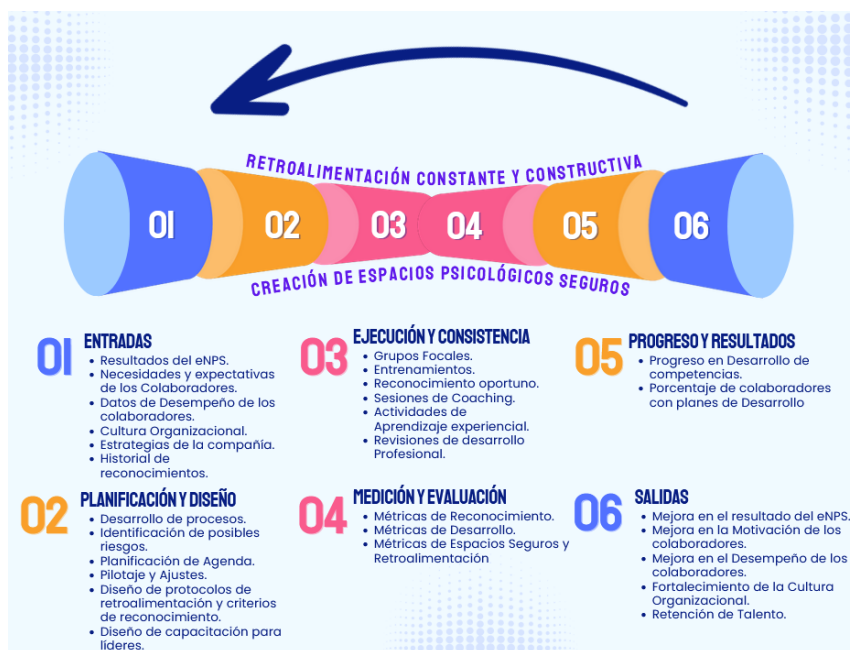 RETROALIMENTACIÓN CONSTANTE Y CONSTRUCTIVA
01
02
03
04
05
06
CREACIÓN DE ESPACIOS PSICOLÓGICOS SEGUROS
01
ENTRADAS
• Resultados del eNPS.
• Necesidades y expectativas
de los Colaboradores.
• Datos de Desempeño de los
colaboradores.
• Cultura Organizacional.
• Estrategias de la compañía.
• Historial de
reconocimientos.
02
PLANIFICACIÓN Y DISEÑO
• Desarrollo de procesos.
• Identificación de posibles
riesgos.
• Planificación de Agenda.
• Pilotaje y Ajustes.
• Diseño de protocolos de
retroalimentación y criterios
de reconocimiento.
• Diseño de capacitación para
líderes.
03
EJECUCIÓN Y CONSISTENCIA
• Grupos Focales.
• Entrenamientos.
• Reconocimiento oportuno.
• Sesiones de Coaching.
• Actividades de
Aprendizaje experiencial.
• Revisiones de desarrollo
Profesional.
04
MEDICIÓN Y EVALUACIÓN
• Métricas de Reconocimiento.
• Métricas de Desarrollo.
• Métricas de Espacios Seguros y
Retroalimentación
05
PROGRESO Y RESULTADOS
• Progreso en Desarrollo de
competencias.
• Porcentaje de colaboradores
con planes de Desarrollo
06
SALIDAS
• Mejora en el resultado del eNPS.
• Mejora en la Motivación de los
colaboradores.
• Mejora en el Desempeño de los
colaboradores.
• Fortalecimiento de la Cultura
Organizacional.
• Retención de Talento.